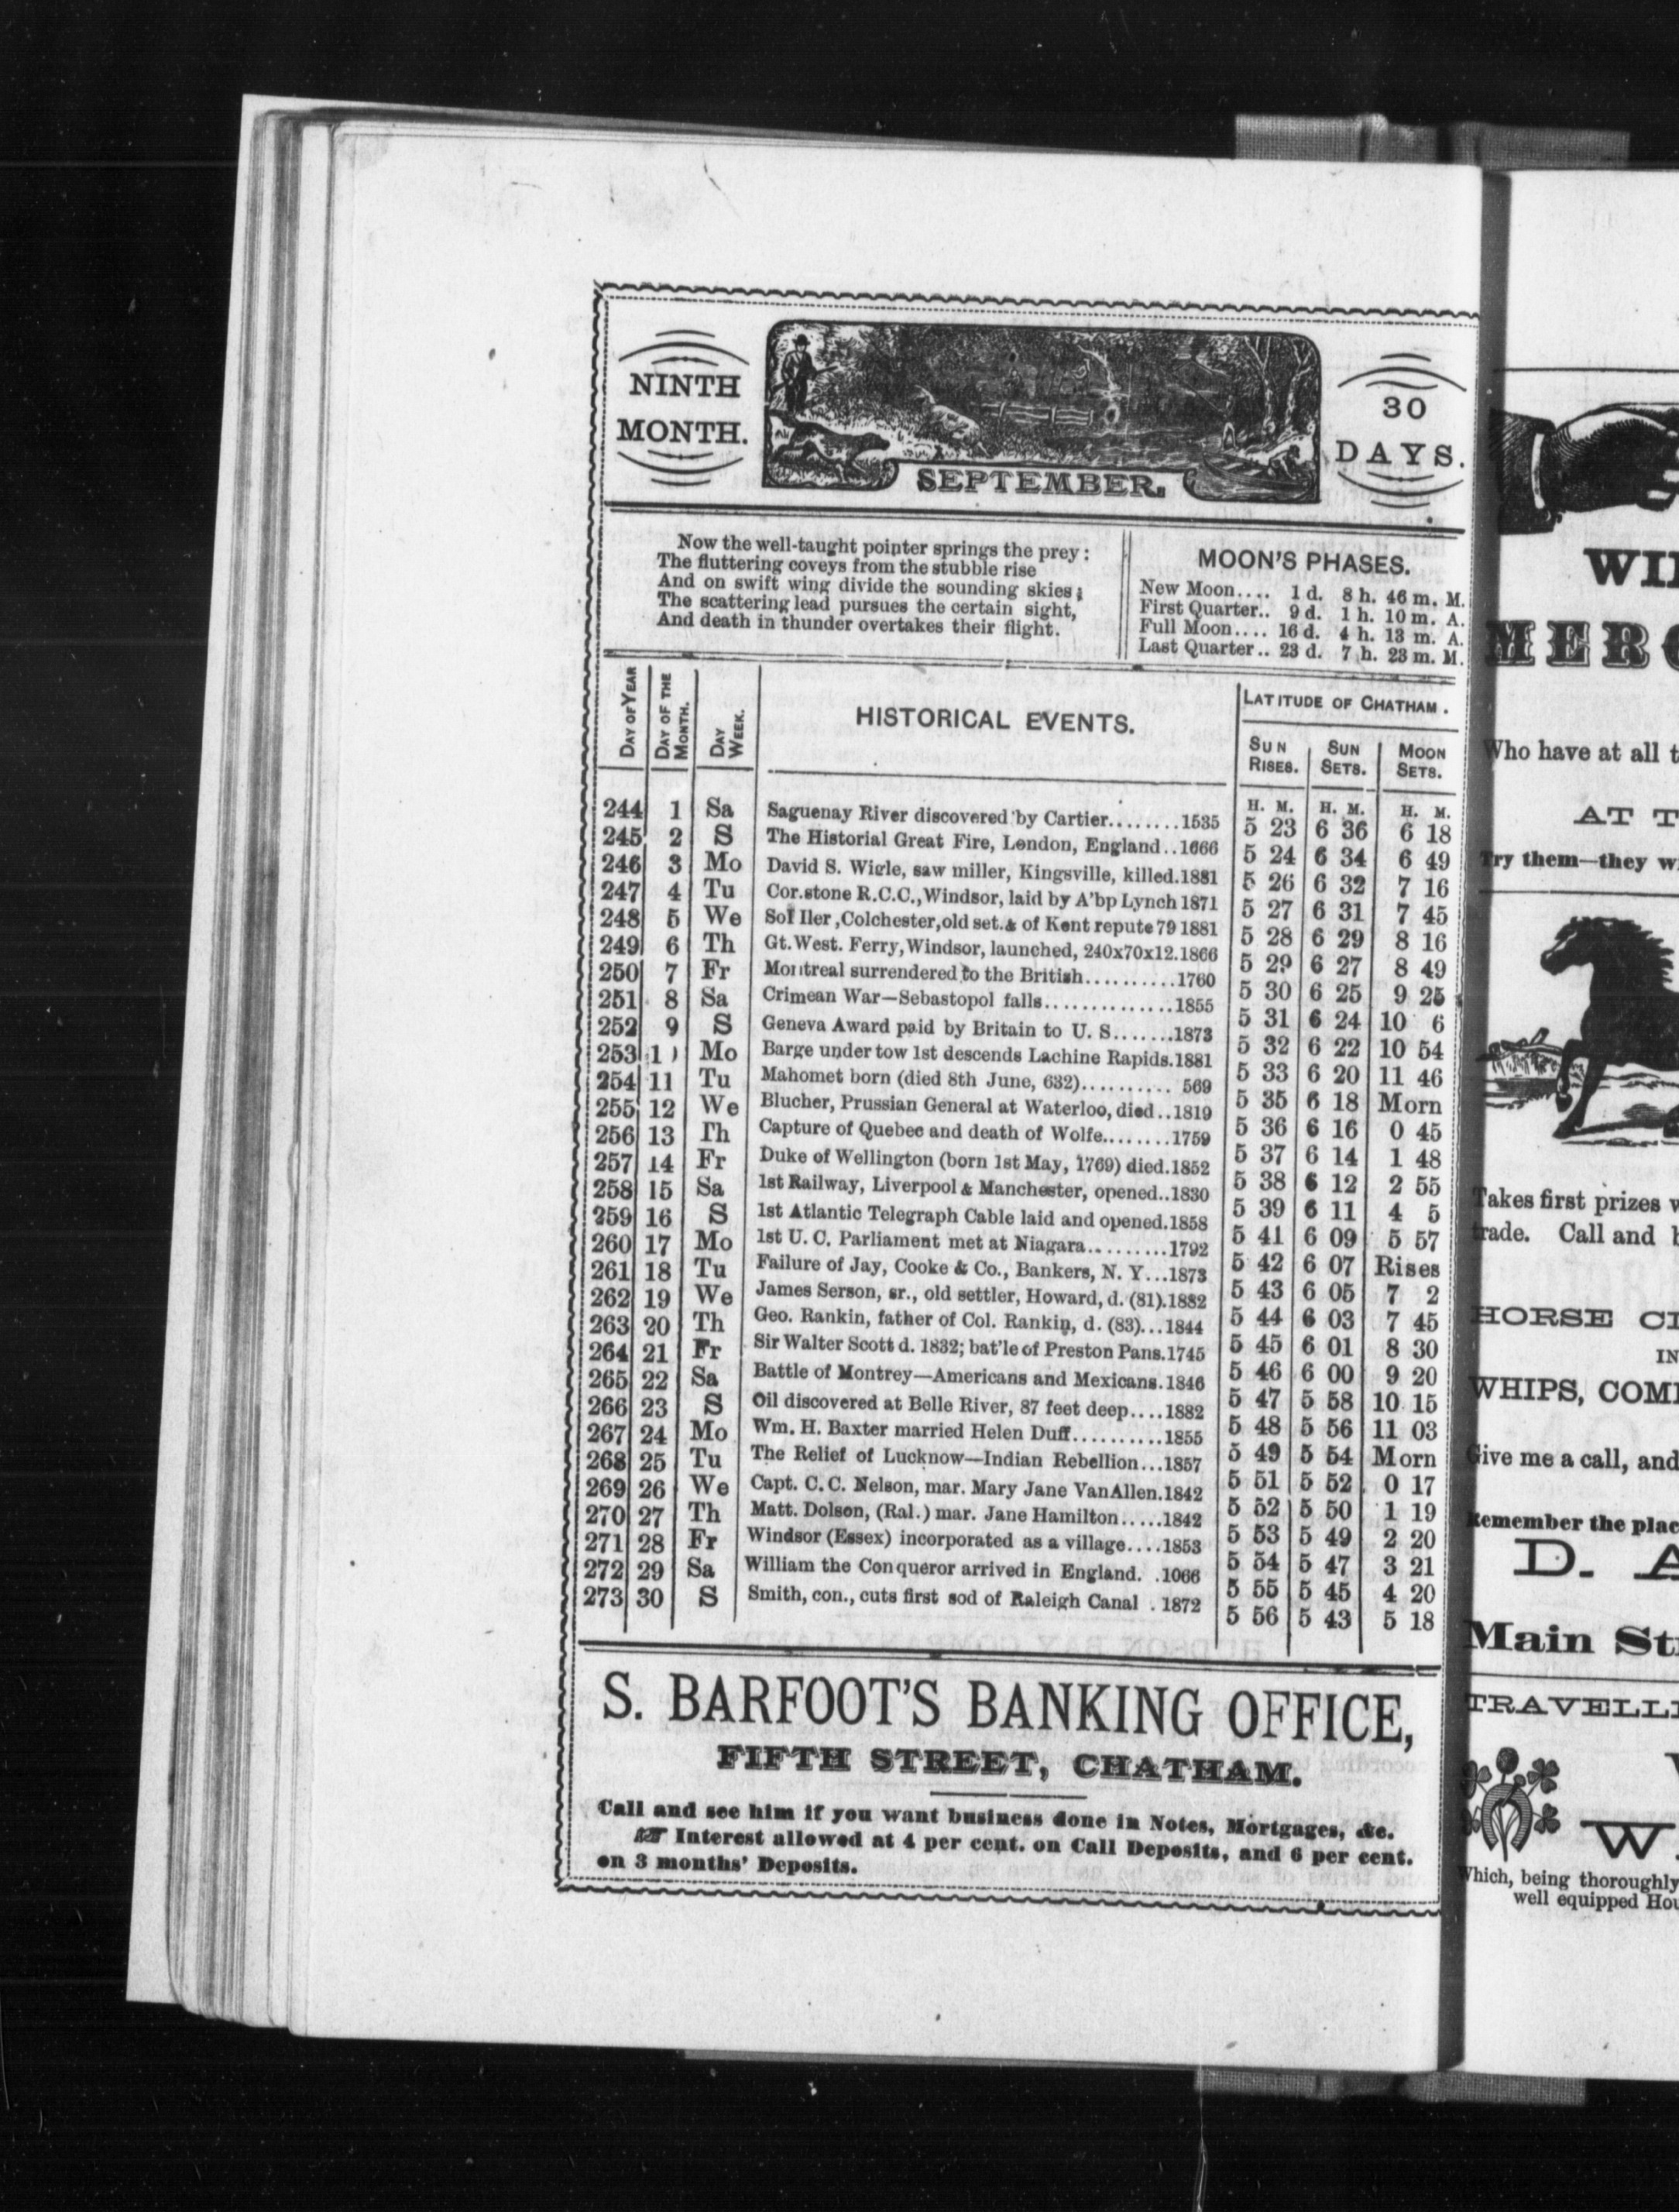 NINTH
MONTH.
SEPTEMBER.
30
DAYS.
Now the well-taught pointer springs the prey:
The fluttering coveys from the stubble rise
And on swift wing divide the sounding skies;
The scattering lead pursues the certain sight,
And death in thunder overtakes their flight.
MOON'S PHASES.
New Moon.... 1 d. 8 h. 46 m. M.
First Quarter.. 9 d. 1 h. 10 m. A.
Full Moon.... 16 d. 4 h. 13 m. A.
Last Quarter.. 23 d. 7 h. 23 m. M.
DAY OF YEAR
DAY OF THE MONTH.
DAY WEEK.
HISTORICAL EVENTS.
LATITUDE OF CHATHAM.
SUN RISES.
SUN SETS.
MOON SETS.
H. M. H. M. H. M.
244 1 Sa Saguenay River discovered by Cartier........1535 5 23 6 36 6 18
245 2 S The Historial Great Fire, London, England..1666 5 24 6 34 6 49
246 3 Mo David S. Wigle, saw miller, Kingsville, killed.1881 5 26 6 32 7 16
247 4 Tu Cor.stone R.C.C.,Windsor, laid by A'bp Lynch 1871 5 27 6 31 7 45
248 5 We Sol Iler ,Colchester,old set.& of Kent repute 79 1881 5 28 6 29 8 16
249 6 Th Gt. West. Ferry, Windsor, launched, 240x70x12.1866 5 29 6 27 8 49
250 7 Fr Montreal surrendered to the British..........1760 5 30 6 25 9 25
251 8 Sa Crimean War—Sebastopol falls..............1855 5 31 6 24 10 6
252 9 S Geneva Award paid by Britain to U. S.......1873 5 32 6 22 10 54
253 1 Mo Barge under tow 1st descends Lachine Rapids.1881 5 33 6 20 11 46
254 11 Tu Mahomet born (died 8th June, 632).......... 569 5 35 6 18 Morn
255 12 We Blucher, Prussian General at Waterloo, died..1819 5 36 6 16 0 45
256 13 Th Capture of Quebec and death of Wolfe........1759 5 37 6 14 1 48
257 14 Fr Duke of Wellington (born 1st May, 1769) died.1852 5 38 6 12 2 55
258 15 Sa 1st Railway, Liverpool & Manchester, opened..1830 5 39 6 11 4 5
259 16 S 1st Atlantic Telegraph Cable laid and opened.1858 5 41 6 09 5 57
260 17 Mo 1st U. C. Parliament met at Niagara..........1792 5 42 6 07 Rises
261 18 Tu Failure of Jay, Cooke & Co., Bankers, N. Y...1873 5 43 6 05 7 2
262 19 We James Serson, sr., old settler, Howard, d. (81).1882 5 44 6 03 7 45
263 20 Th Geo. Rankin, father of Col. Rankin, d. (83)...1844 5 45 6 01 8 30
264 21 Fr Sir Walter Scott d. 1832; bat'le of Preston Pans.1745 5 46 6 00 9 20
265 22 Sa Battle of Montrey—Americans and Mexicans.1846 5 47 5 58 10 15
266 23 S Oil discovered at Belle River, 87 feet deep....1882 5 48 5 56 11 03
267 24 Mo Wm. H. Baxter married Helen Duff..........1855 5 49 5 54 Morn
268 25 Tu The Relief of Lucknow—Indian Rebellion...1857 5 51 5 52 0 17
269 26 We Capt. C. C. Nelson, mar. Mary Jane VanAllen.1842 5 52 5 50 1 19
270 27 Th Matt. Dolson, (Ral.) mar. Jane Hamilton.....1842 5 53 5 49 2 20
271 28 Fr Windsor (Essex) incorporated as a village....1853 5 54 5 47 3 21
272 29 Sa William the Conqueror arrived in England. .1066 5 55 5 45 4 20
273 30 S Smith, con., cuts first sod of Raleigh Canal . 1872 5 56 5 43 5 18
S. BARFOOT'S BANKING OFFICE,
FIFTH STREET, CHATHAM.
Call and see him if you want business done in Notes, Mortgages, &c.
☞ Interest allowed at 4 per cent. on Call Deposits, and 6 per cent.
on 3 months' Deposits.
WI
MER
Who have at all
AT
Try them—they
Takes first prizes
trade. Call and
HORSE
IN
WHIPS,
Give me a call, and
Remember the
D.
Main
W
Which, being thoroughly
well equipped